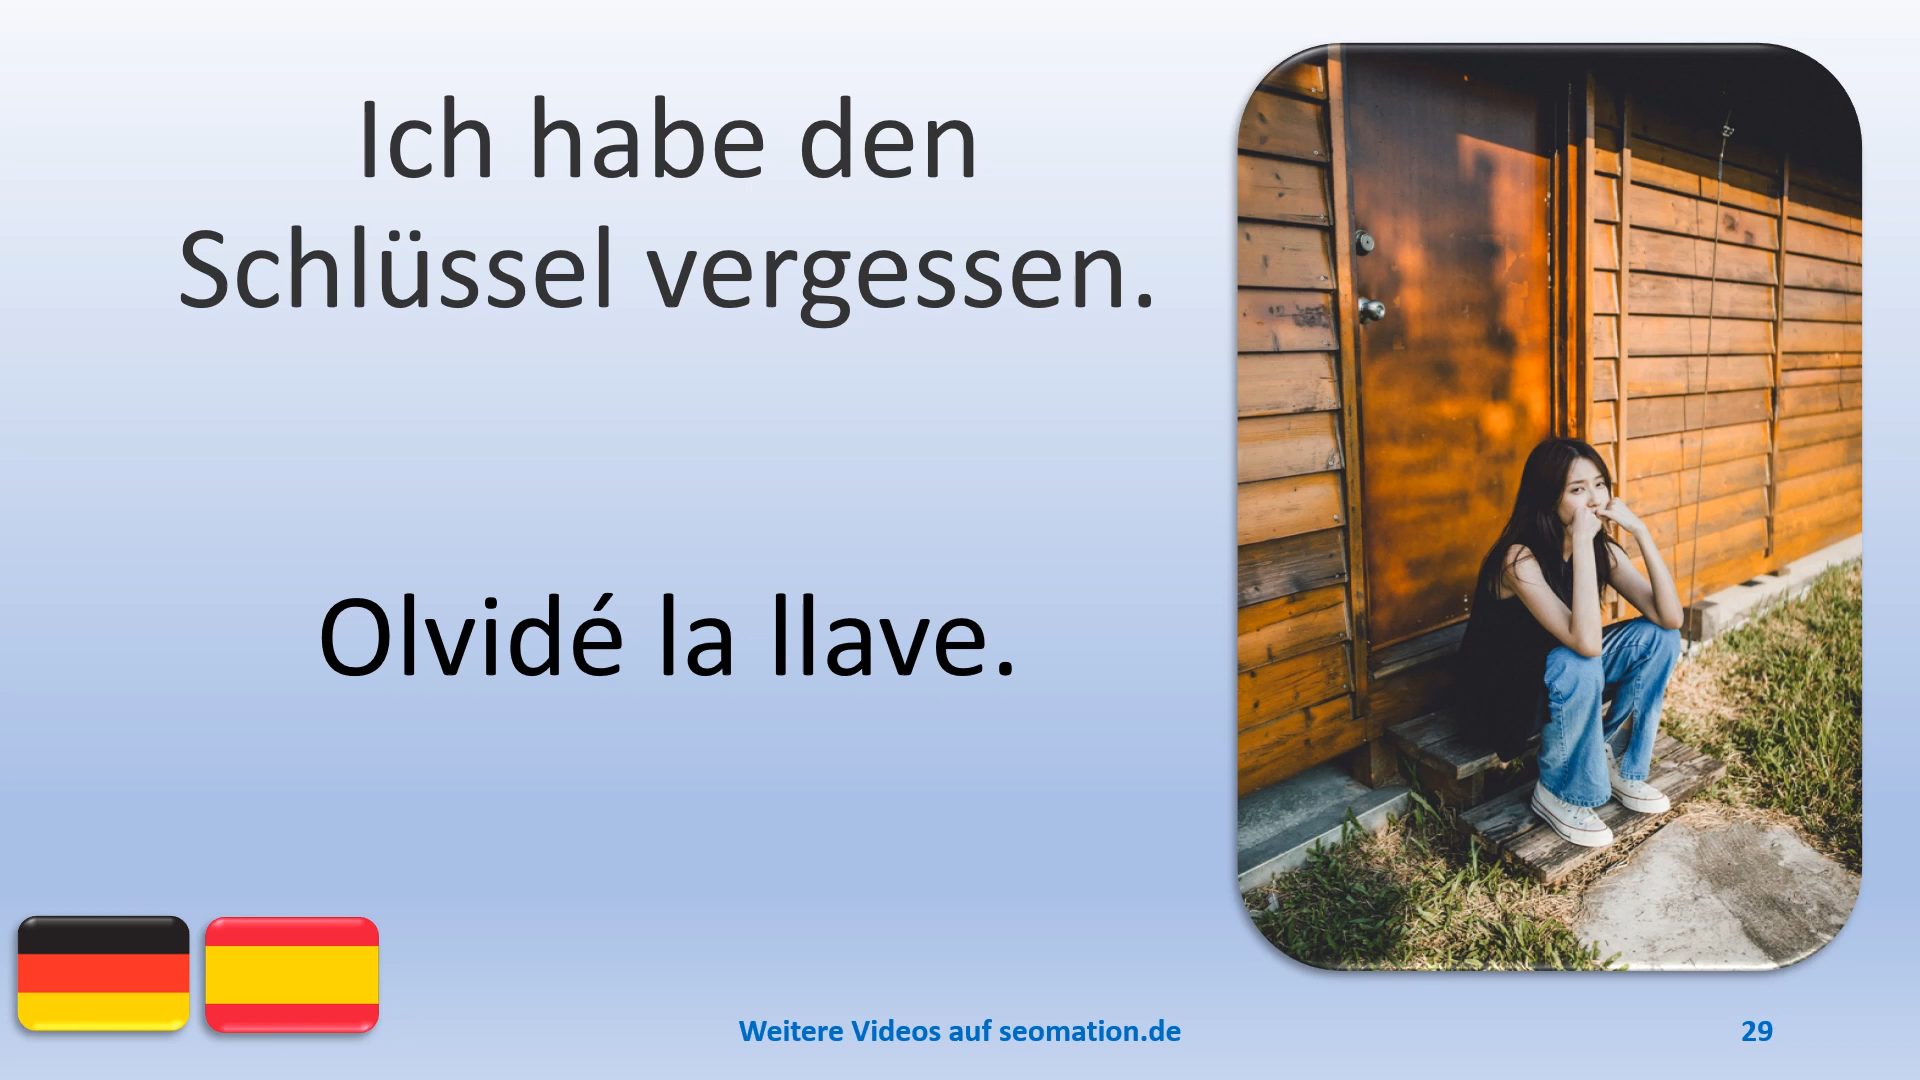 Ich habe den
Schlüssel vergessen.
Olvidé la llave.
Weitere Videos auf seomation.de
29